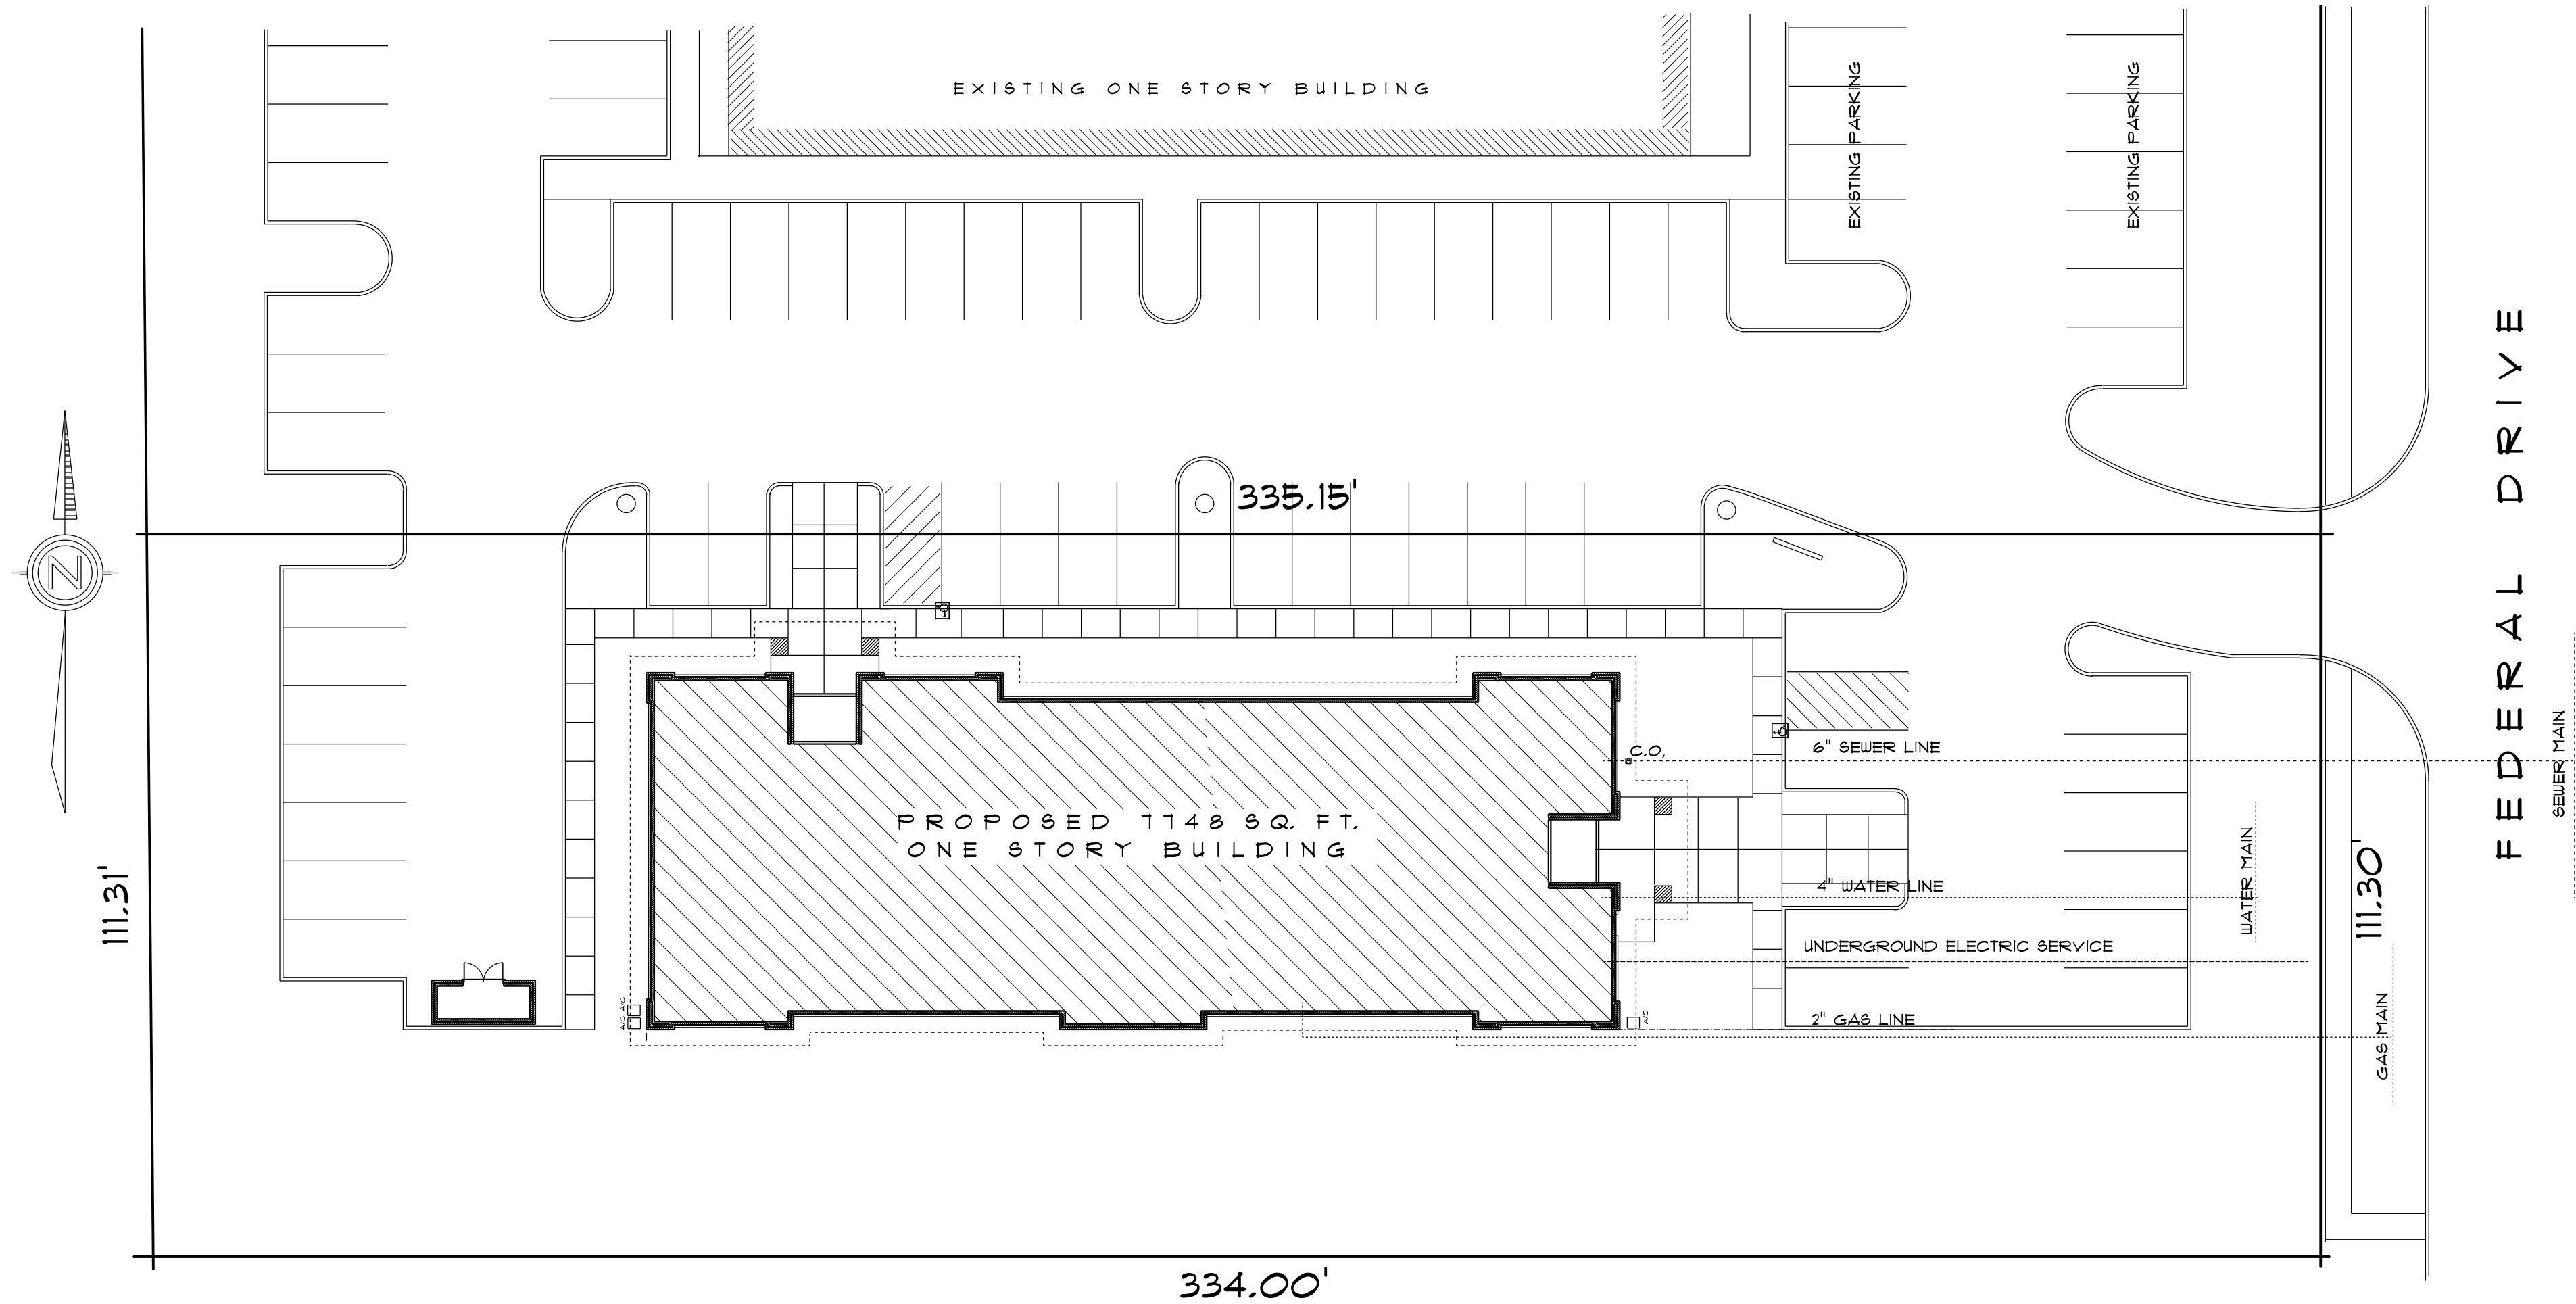 EXISTING ONE STORY BUILDING
EXISTING PARKING
EXISTING PARKING
335.15'
FEDERAL DRIVE
N
C.O.
6" SEWER LINE
SEWER MAIN
PROPOSED 7748 SQ. FT.
ONE STORY BUILDING
4" WATER LINE
WATER MAIN
111.31'
111.30'
UNDERGROUND ELECTRIC SERVICE
A/C
A/C
A/C
2" GAS LINE
GAS MAIN
334.00'